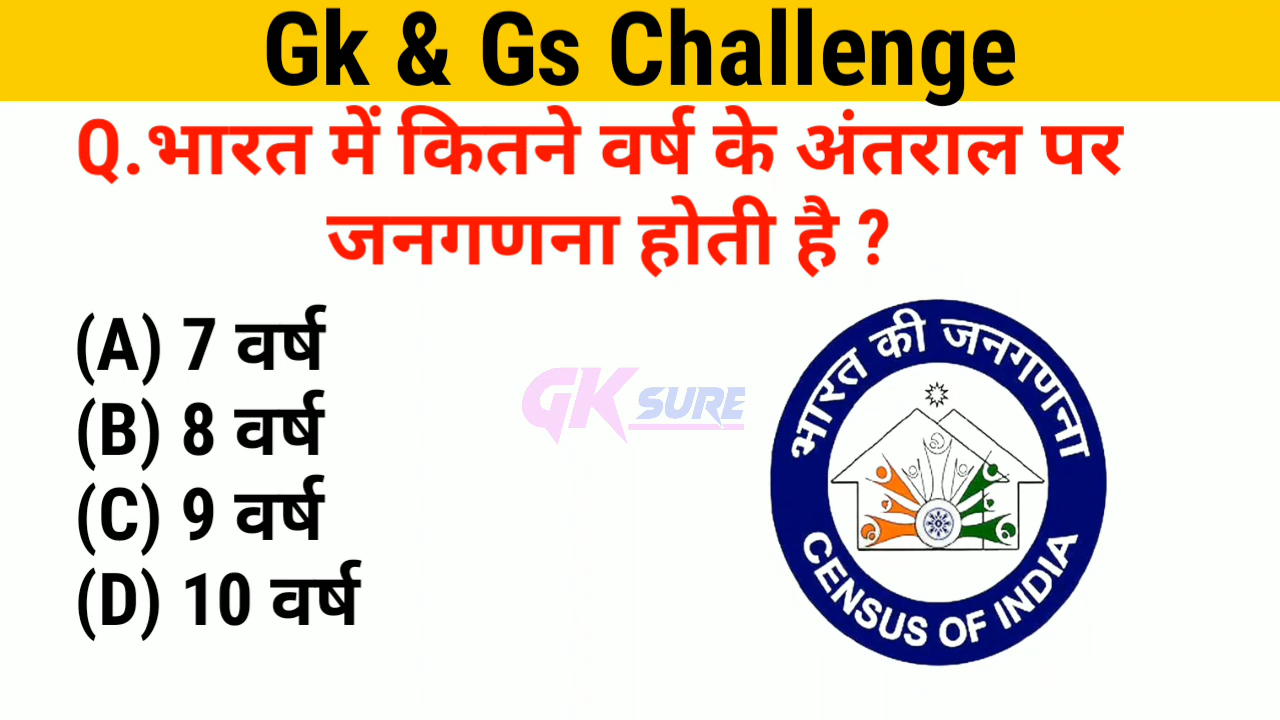 Gk & Gs Challenge
Q.भारत में कितने वर्ष के अंतराल पर
जनगणना होती है ?
(A) 7 वर्ष
(B) 8 वर्ष
(C) 9 वर्ष
(D) 10 वर्ष
GK SURE
भारत की जनगणना
CENSUS OF INDIA